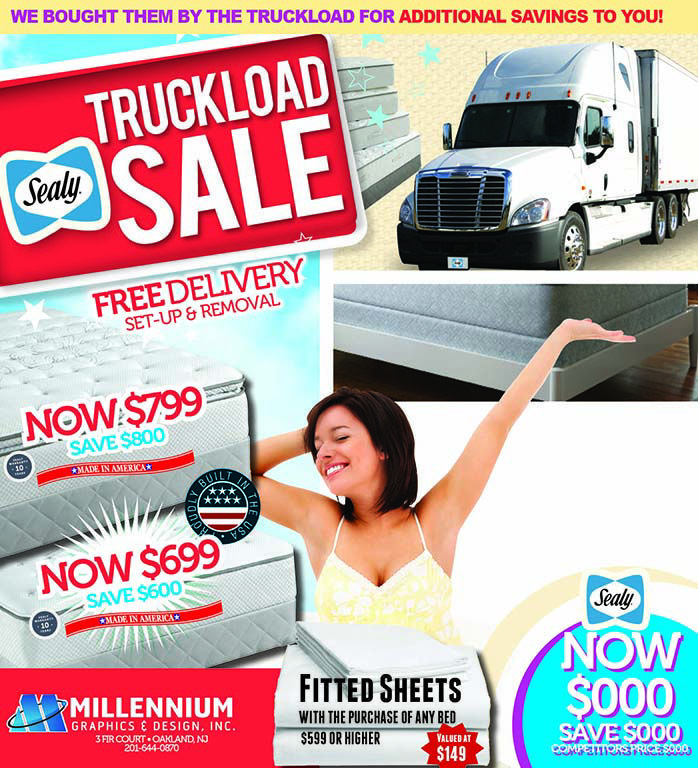 WE BOUGHT THEM BY THE TRUCKLOAD FOR ADDITIONAL SAVINGS TO YOU!
TRUCKLOAD
Sealy
SALE
FREE DELIVERY
SET-UP & REMOVAL
NOW $799
SAVE $800
10
MADE IN AMERICA
PROUDLY BUILT IN THE USA
NOW $699
SAVE $600
10
MADE IN AMERICA
MILLENNIUM
GRAPHICS & DESIGN, INC.
3 FIR COURT • OAKLAND, NJ
201-644-0870
FITTED SHEETS
WITH THE PURCHASE OF ANY BED
$599 OR HIGHER
VALUED AT
$149
Sealy
NOW
$000
SAVE $000
COMPETITORS PRICE $000